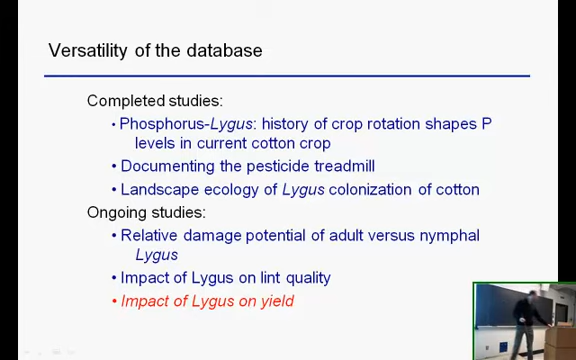 Versatility of the database
Completed studies:
• Phosphorus-Lygus: history of crop rotation shapes P
levels in current cotton crop
• Documenting the pesticide treadmill
• Landscape ecology of Lygus colonization of cotton
Ongoing studies:
• Relative damage potential of adult versus nymphal
Lygus
• Impact of Lygus on lint quality
• Impact of Lygus on yield